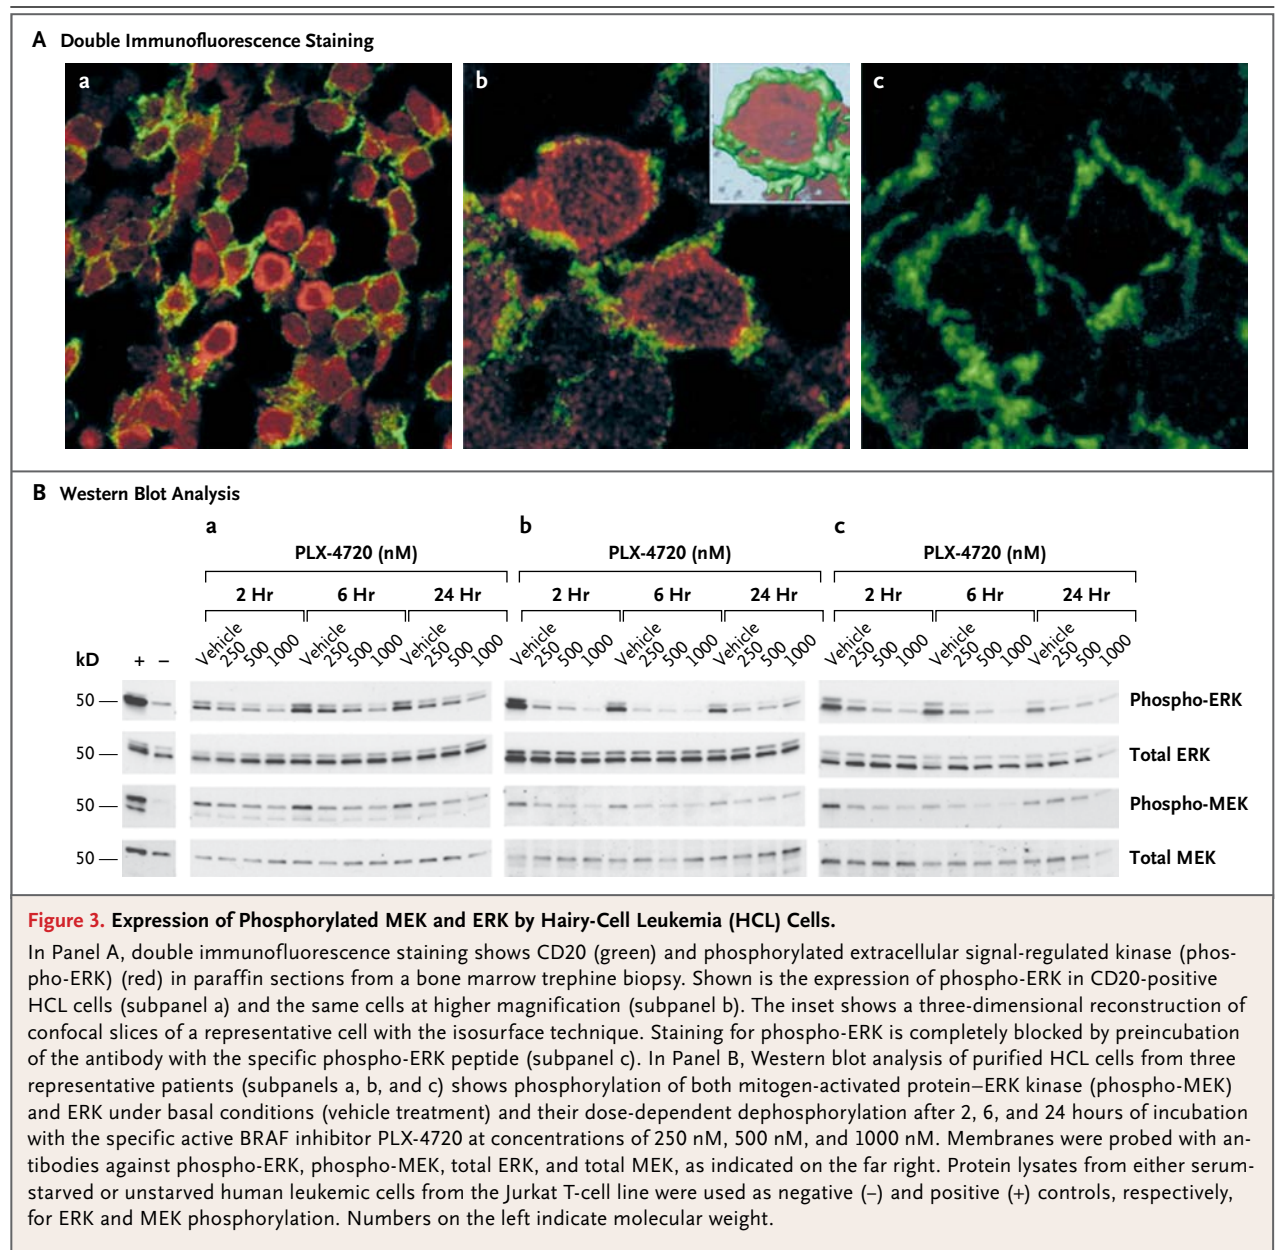 A Double Immunofluorescence Staining
a
b
c
B Western Blot Analysis
a
b
c
PLX-4720 (nM)
PLX-4720 (nM)
PLX-4720 (nM)
2 Hr
6 Hr
24 Hr
2 Hr
6 Hr
24 Hr
2 Hr
6 Hr
24 Hr
kD
+ –
Vehicle 250 500 1000 Vehicle 250 500 1000 Vehicle 250 500 1000
Vehicle 250 500 1000 Vehicle 250 500 1000 Vehicle 250 500 1000
Vehicle 250 500 1000 Vehicle 250 500 1000 Vehicle 250 500 1000
50 Phospho-ERK
50 Total ERK
50 Phospho-MEK
50 Total MEK
Figure 3. Expression of Phosphorylated MEK and ERK by Hairy-Cell Leukemia (HCL) Cells.
In Panel A, double immunofluorescence staining shows CD20 (green) and phosphorylated extracellular signal-regulated kinase (phos-
pho-ERK) (red) in paraffin sections from a bone marrow trephine biopsy. Shown is the expression of phospho-ERK in CD20-positive
HCL cells (subpanel a) and the same cells at higher magnification (subpanel b). The inset shows a three-dimensional reconstruction of
confocal slices of a representative cell with the isosurface technique. Staining for phospho-ERK is completely blocked by preincubation
of the antibody with the specific phospho-ERK peptide (subpanel c). In Panel B, Western blot analysis of purified HCL cells from three
representative patients (subpanels a, b, and c) shows phosphorylation of both mitogen-activated protein–ERK kinase (phospho-MEK)
and ERK under basal conditions (vehicle treatment) and their dose-dependent dephosphorylation after 2, 6, and 24 hours of incubation
with the specific active BRAF inhibitor PLX-4720 at concentrations of 250 nM, 500 nM, and 1000 nM. Membranes were probed with an-
tibodies against phospho-ERK, phospho-MEK, total ERK, and total MEK, as indicated on the far right. Protein lysates from either serum-
starved or unstarved human leukemic cells from the Jurkat T-cell line were used as negative (–) and positive (+) controls, respectively,
for ERK and MEK phosphorylation. Numbers on the left indicate molecular weight.